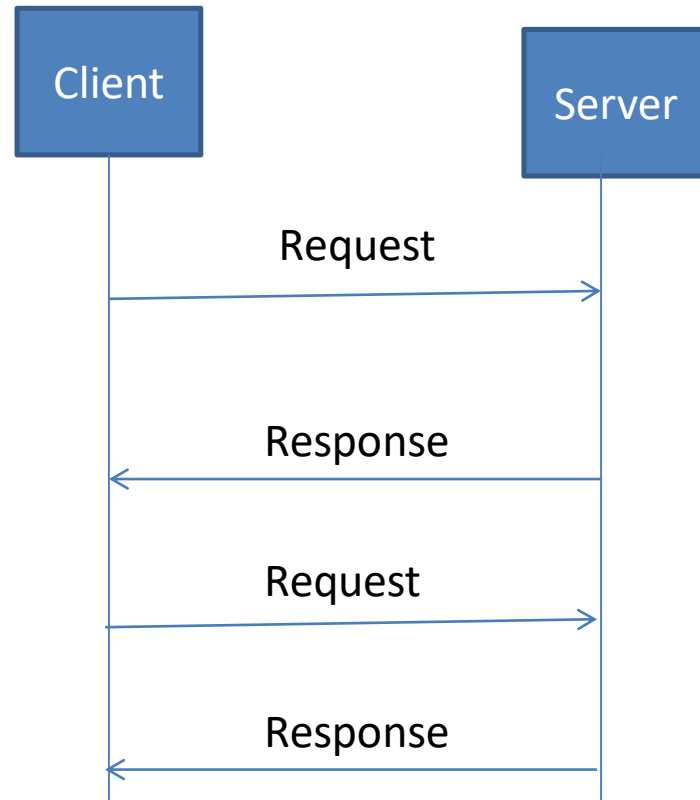 Client
Server
Request
Response
Request
Response